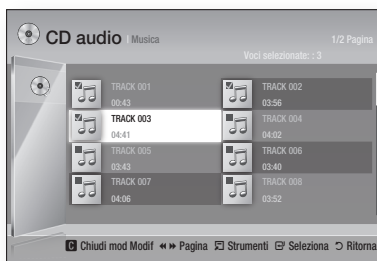 CD audio | Musica
1/2 Pagina
Voci selezionate: : 3
TRACK 001
00:43
TRACK 002
03:56
TRACK 003
04:41
TRACK 004
04:02
TRACK 005
03:43
TRACK 006
03:40
TRACK 007
04:06
TRACK 008
03:52
C Chiudi mod Modif Pagina Strumenti Seleziona Ritorna